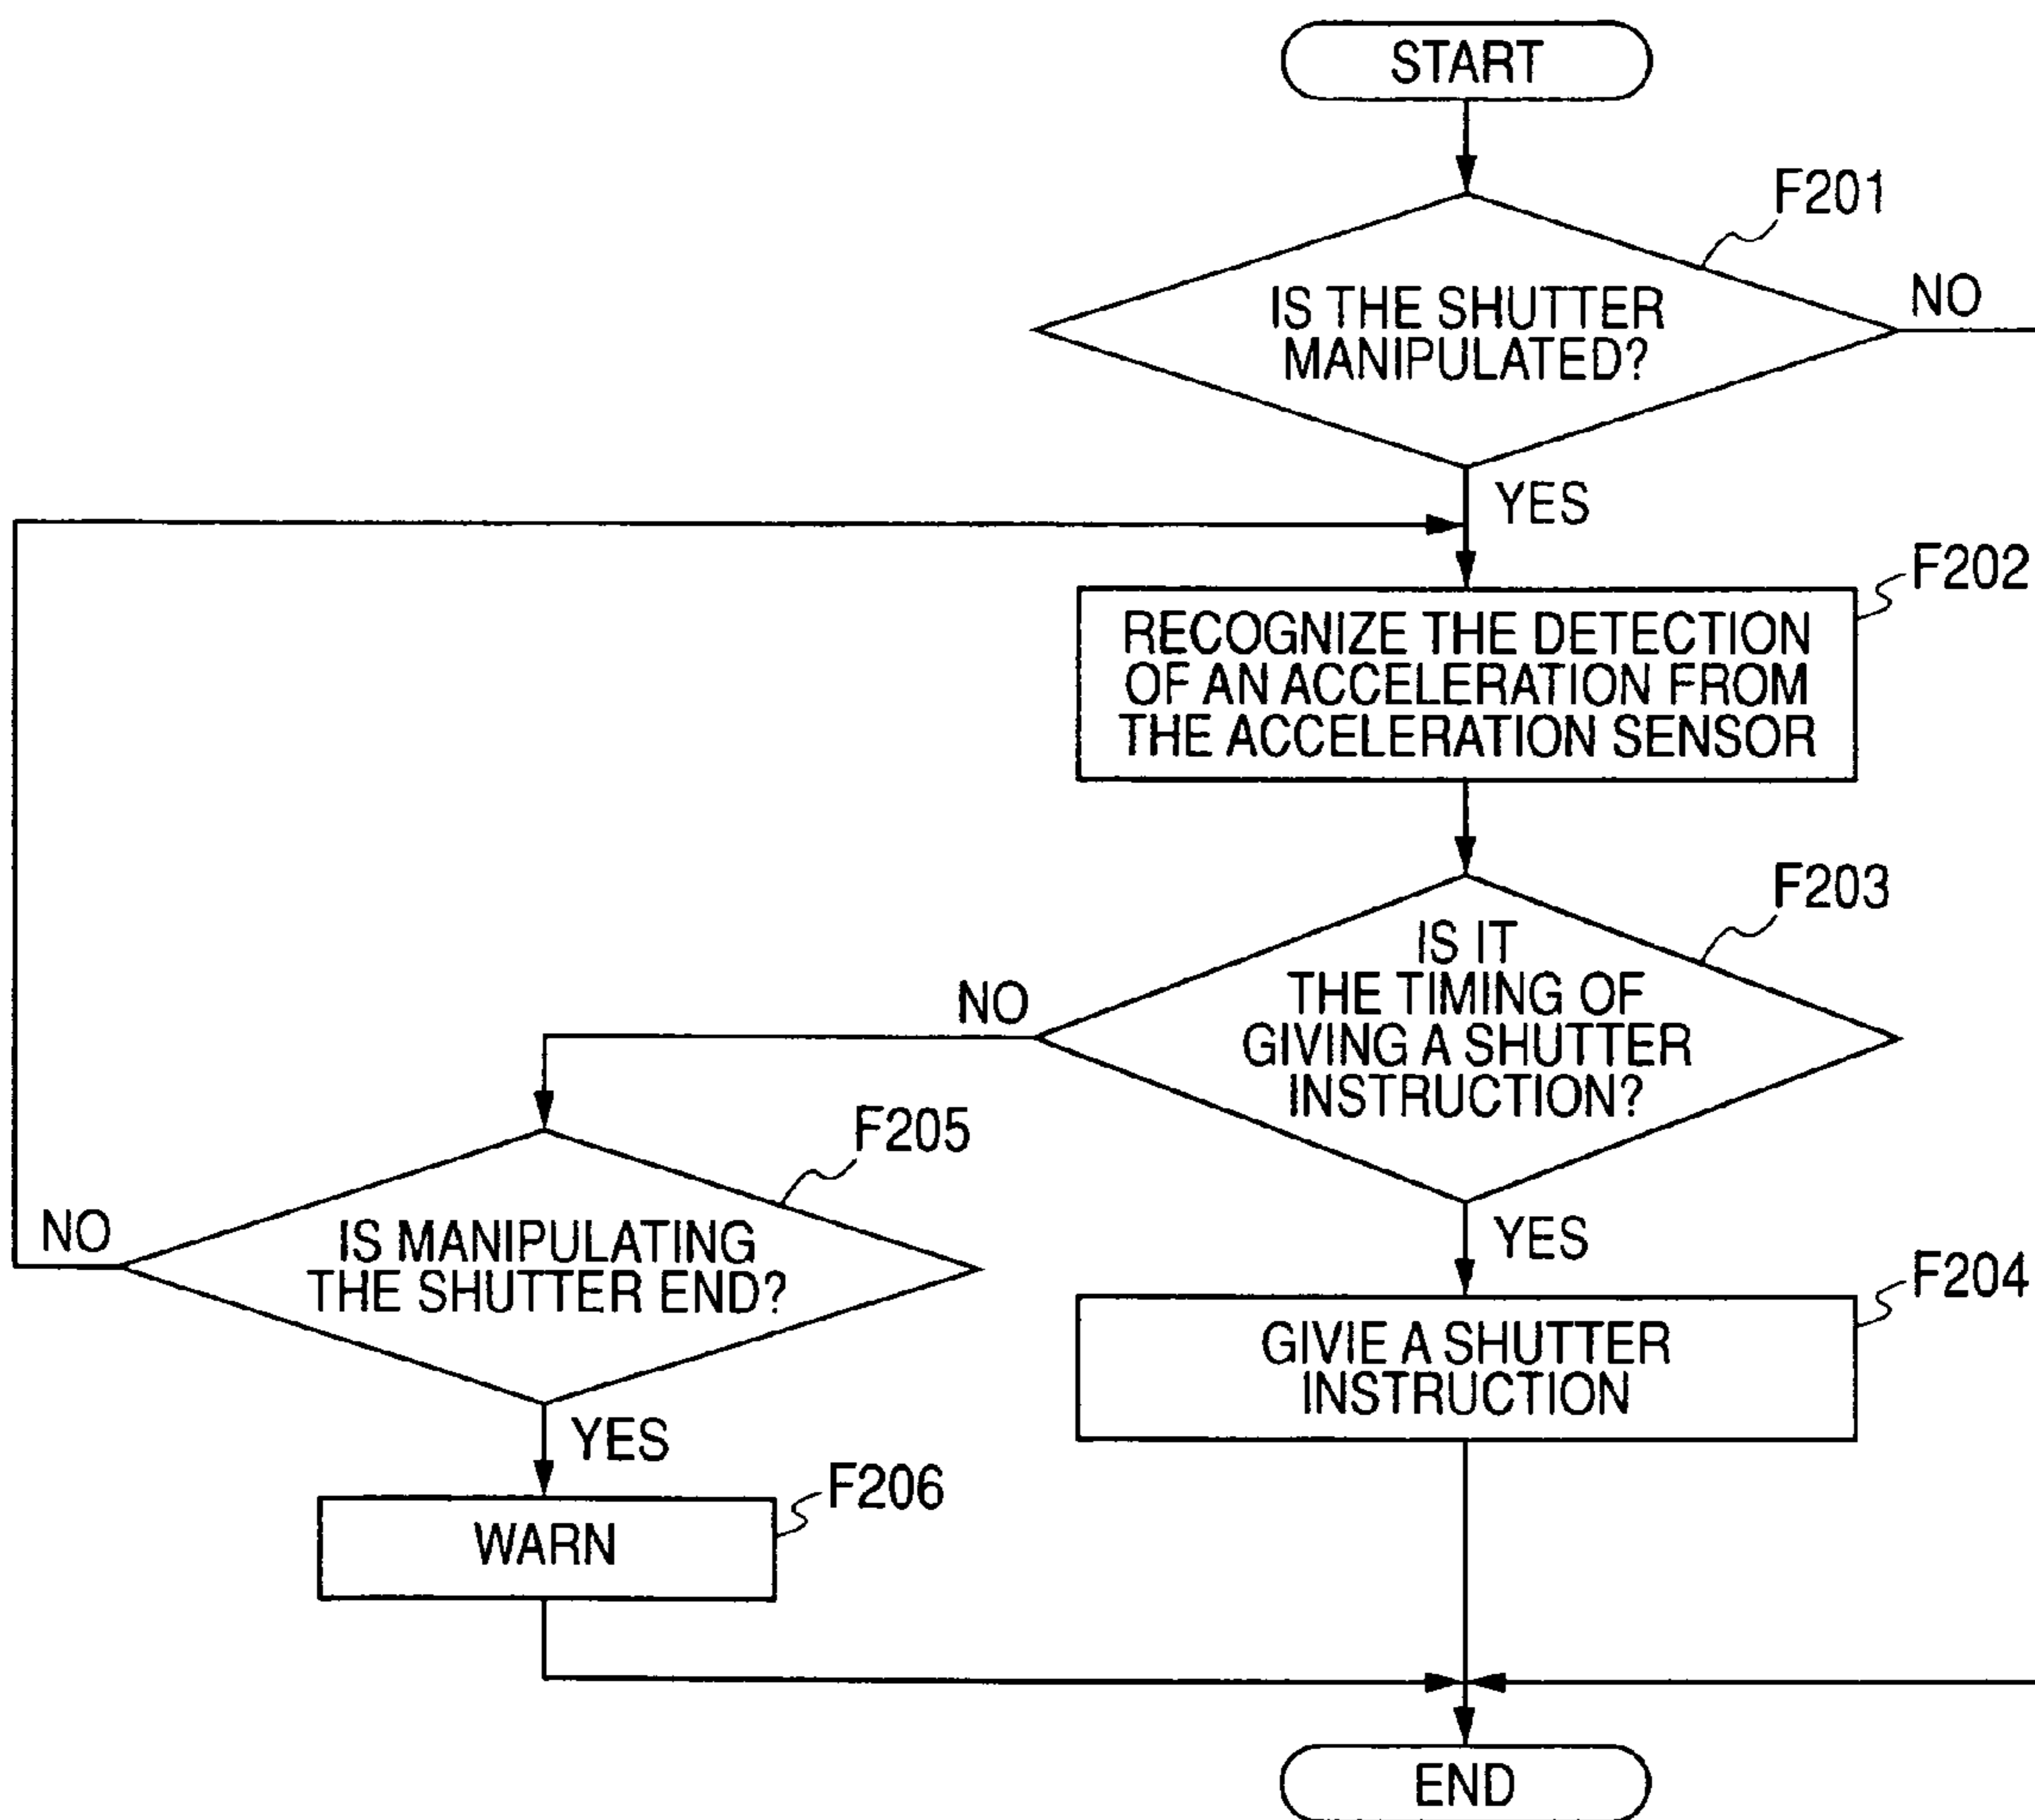 START
F201
IS THE SHUTTER
MANIPULATED?
NO
YES
F202
RECOGNIZE THE DETECTION
OF AN ACCELERATION FROM
THE ACCELERATION SENSOR
F203
IS IT
THE TIMING OF
GIVING A SHUTTER
INSTRUCTION?
NO
YES
F205
IS MANIPULATING
THE SHUTTER END?
NO
YES
F204
GIVIE A SHUTTER
INSTRUCTION
F206
WARN
END